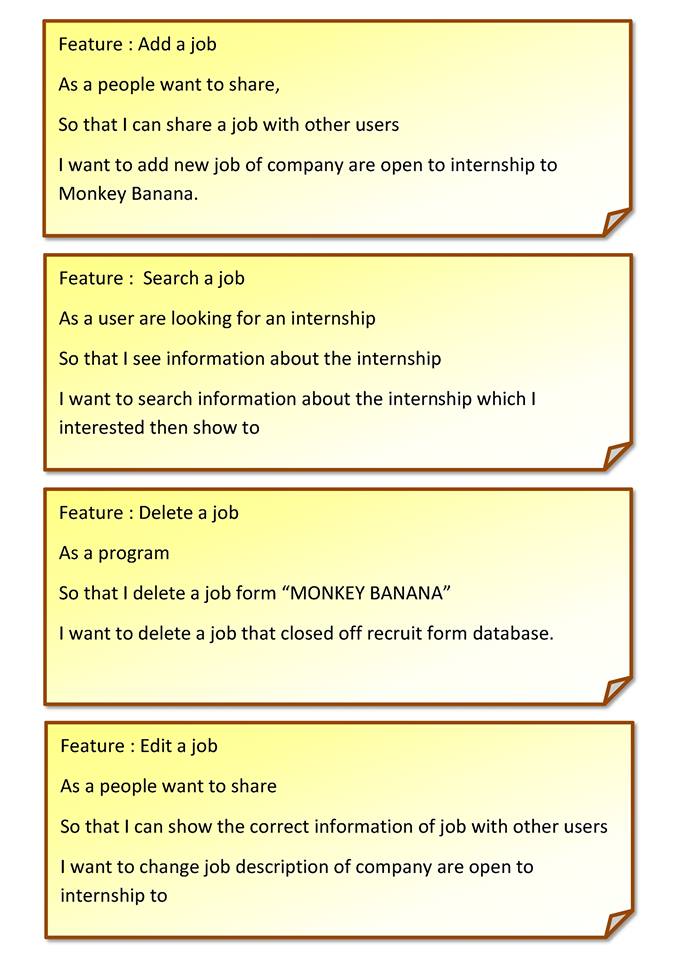 Feature : Add a job
As a people want to share,
So that I can share a job with other users
I want to add new job of company are open to internship to
Monkey Banana.
Feature :  Search a job
As a user are looking for an internship
So that I see information about the internship
I want to search information about the internship which I
interested then show to
Feature : Delete a job
As a program
So that I delete a job form “MONKEY BANANA”
I want to delete a job that closed off recruit form database.
Feature : Edit a job
As a people want to share
So that I can show the correct information of job with other users
I want to change job description of company are open to
internship to